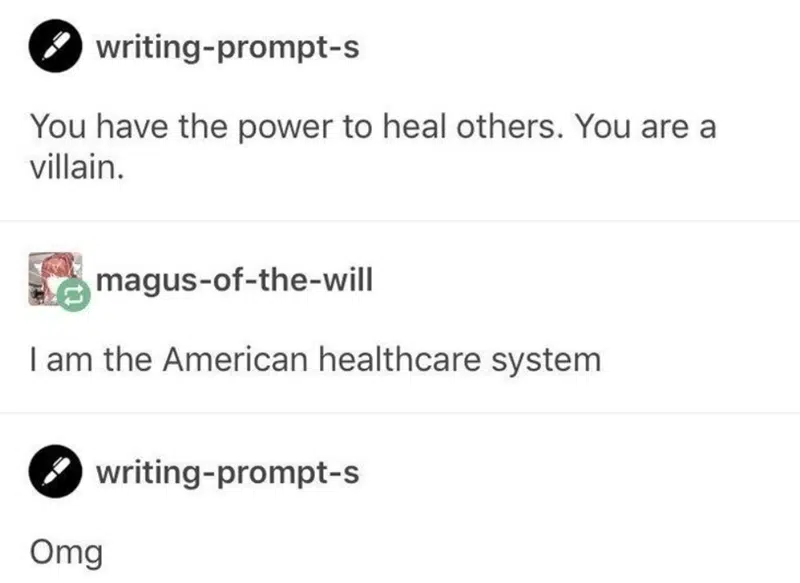 writing-prompt-s
You have the power to heal others. You are a
villain.
magus-of-the-will
I am the American healthcare system
writing-prompt-s
Omg